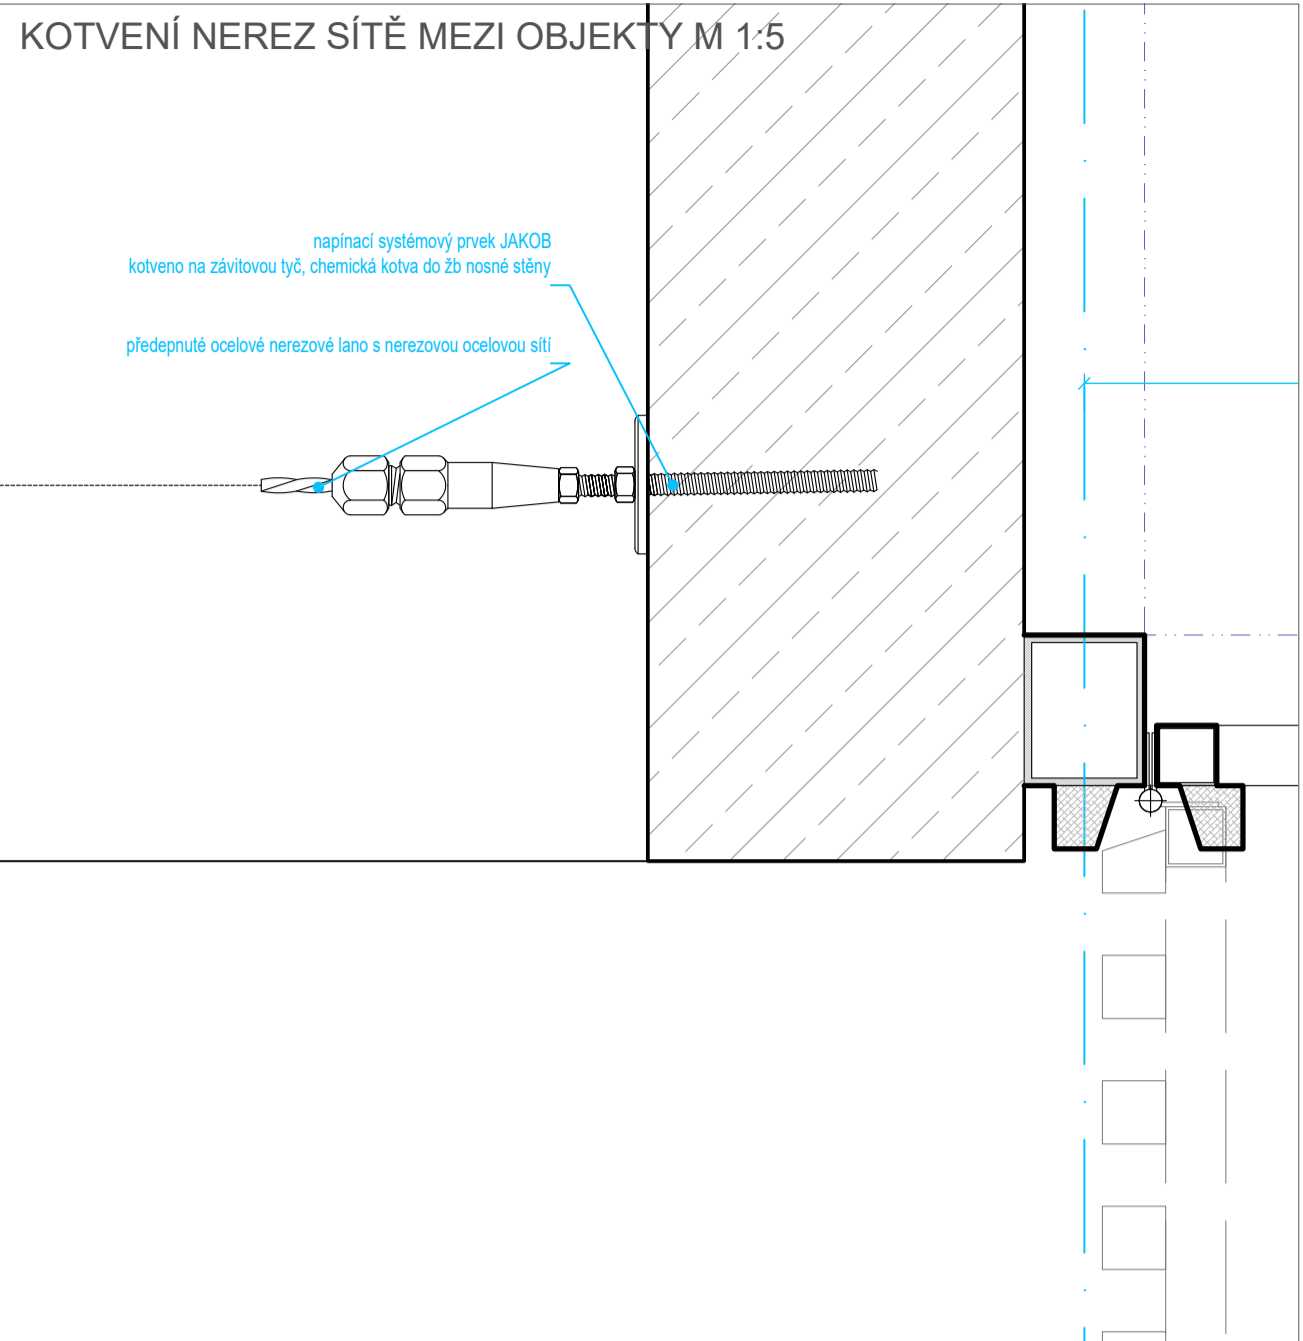 KOTVENÍ NEREZ SÍTĚ MEZI OBJEKTY M 1:5
napínací systémový prvek JAKOB
kotveno na závitovou tyč, chemická kotva do žb nosné stěny
předepnuté ocelové nerezové lano s nerezovou ocelovou sítí